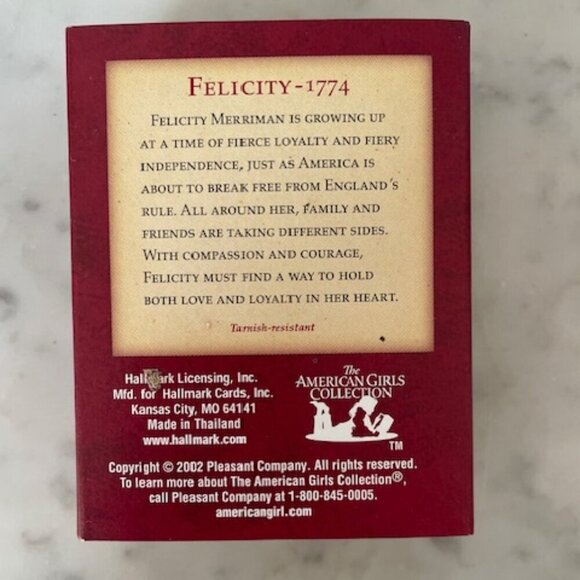 FELICITY-1774
FELICITY MERRIMAN IS GROWING UP
AT A TIME OF FIERCE LOYALTY AND FIERY
INDEPENDENCE, JUST AS AMERICA IS
ABOUT TO BREAK FREE FROM ENGLAND'S
RULE. ALL AROUND HER, FAMILY AND
FRIENDS ARE TAKING DIFFERENT SIDES.
WITH COMPASSION AND COURAGE,
FELICITY MUST FIND A WAY TO HOLD
BOTH LOVE AND LOYALTY IN HER HEART.
Tarnish-resistant
Hallmark Licensing, Inc.
Mfd. for Hallmark Cards, Inc.
Kansas City, MO 64141
Made in Thailand
www.hallmark.com
The
AMERICAN GIRLS
COLLECTION
TM
Copyright © 2002 Pleasant Company. All rights reserved.
To learn more about The American Girls Collection®,
call Pleasant Company at 1-800-845-0005.
americangirl.com